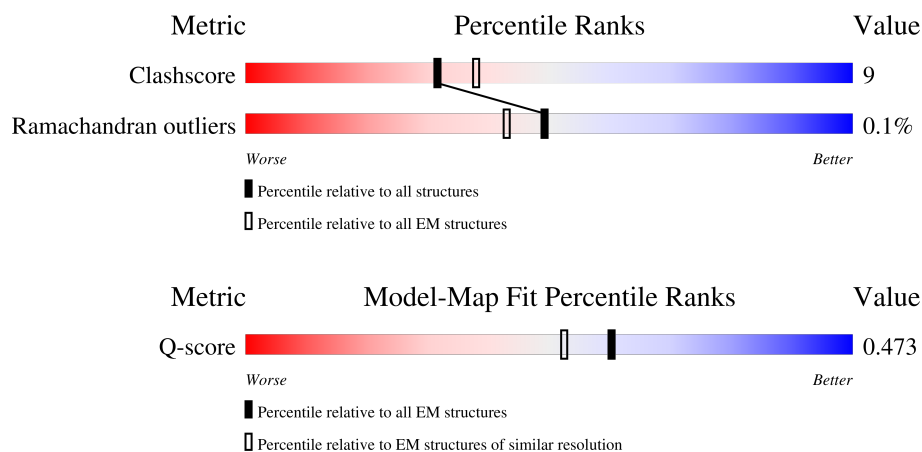 Metric Percentile Ranks Value
Clashscore 9
Ramachandran outliers 0.1%
Worse Better
Percentile relative to all structures
Percentile relative to all EM structures
Metric Model-Map Fit Percentile Ranks Value
Q-score 0.473
Worse Better
Percentile relative to all EM structures
Percentile relative to EM structures of similar resolution